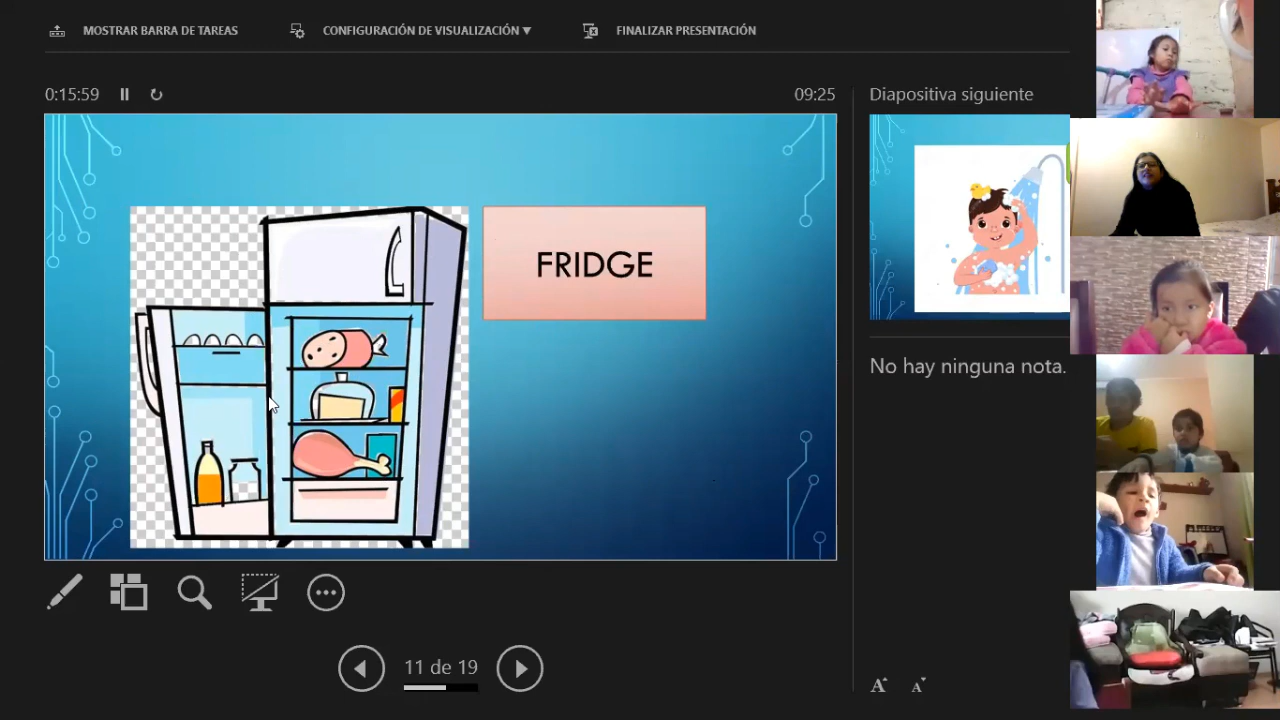 MOSTRAR BARRA DE TAREAS
CONFIGURACIÓN DE VISUALIZACIÓN ▼
FINALIZAR PRESENTACIÓN
0:15:59
09:25
Diapositiva siguiente
FRIDGE
No hay ninguna nota.
11 de 19
A A